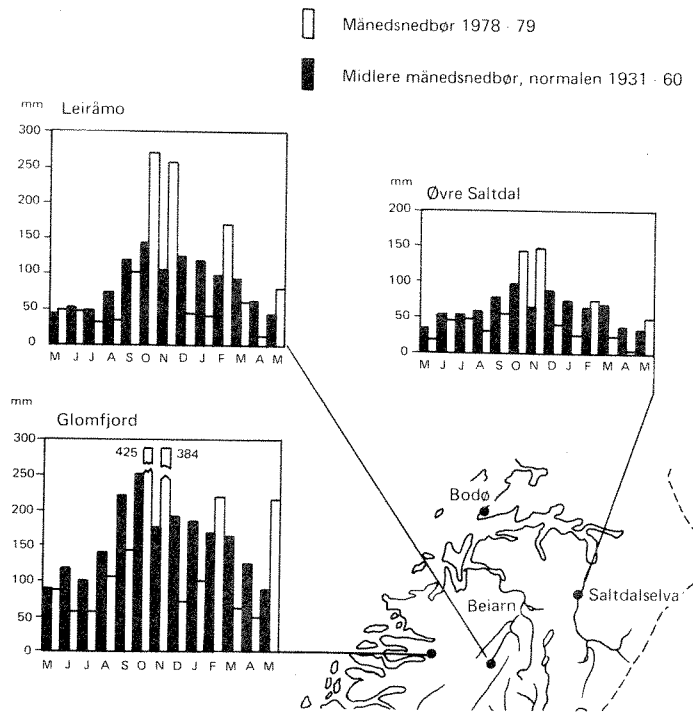 Månedsnedbør 1978 - 79
Midlere månedsnedbør, normalen 1931 - 60
mm Leiråmo
300
250
200
150
100
50
0
M J J A S O N D J F M A M
mm Øvre Saltdal
200
150
100
50
0
M J J A S O N D J F M A M
mm
Glomfjord
300
425 384
250
200
150
100
50
0
M J J A S O N D J F M A M
Bodø
Beiarn
Saltdalselva